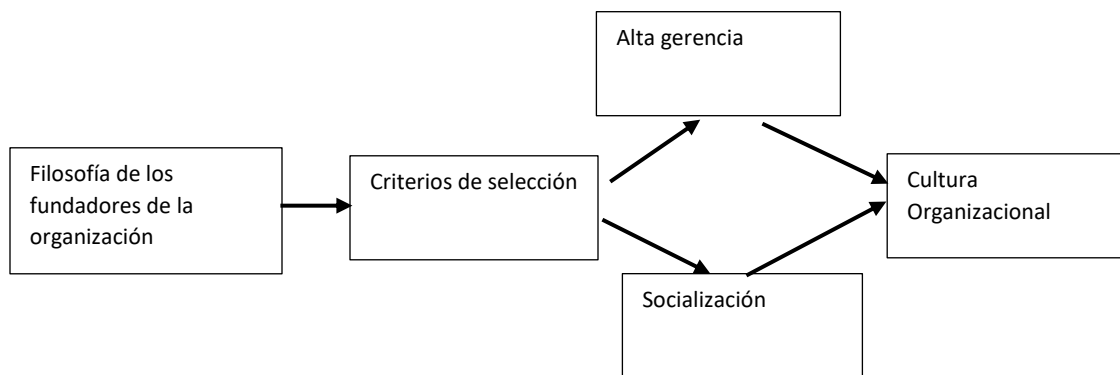 Alta gerencia
Filosofía de los
fundadores de la
organización
Criterios de selección
Cultura
Organizacional
Socialización